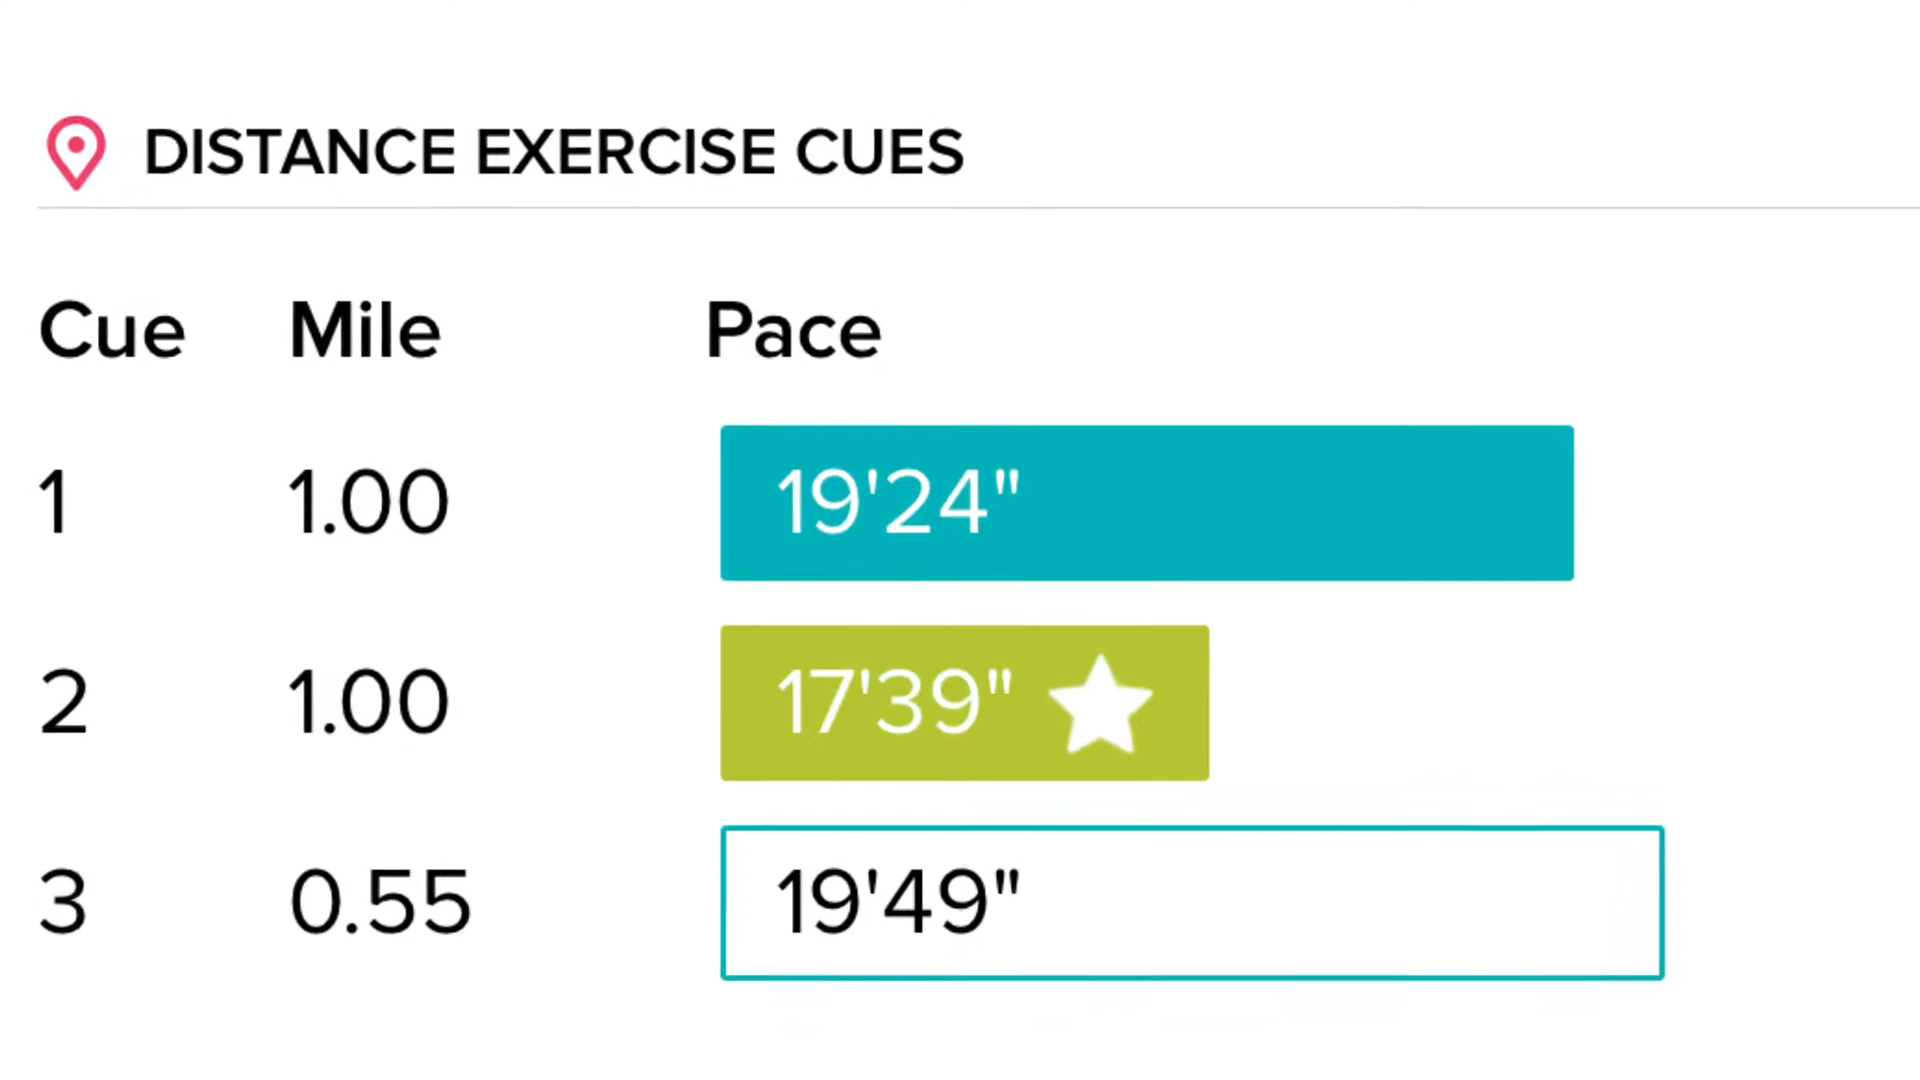 DISTANCE EXERCISE CUES
Cue Mile Pace
1 1.00 19'24"
2 1.00 17'39"
3 0.55 19'49"